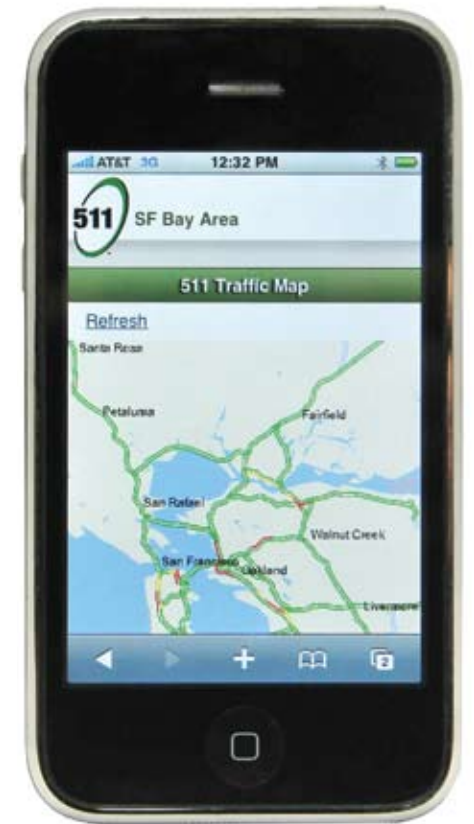 AT&T 3G 12:32 PM
511 SF Bay Area
511 Traffic Map
Refresh
Santa Rosa
Petaluma
Fairfield
San Rafael
Walnut Creek
San Francisco
Oakland
Livermore
2